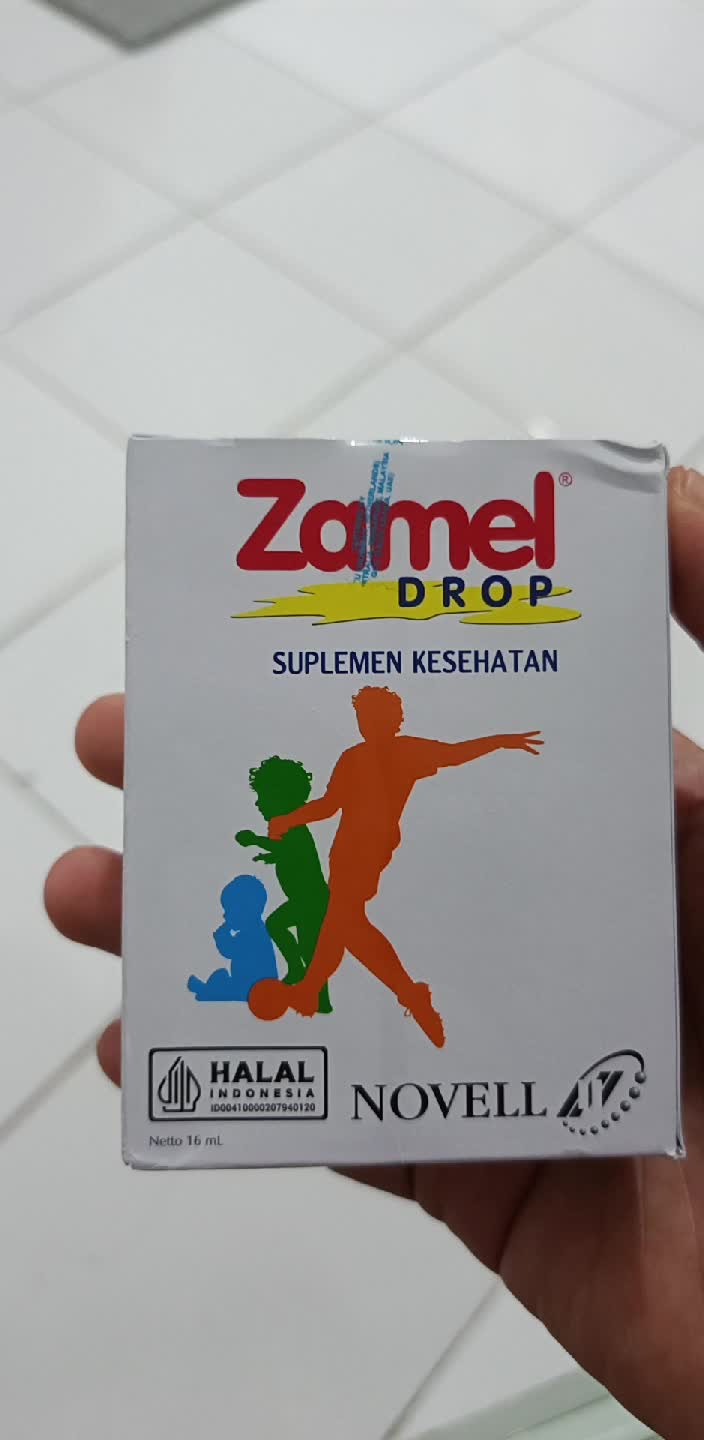 Zamel®
DROP
SUPLEMEN KESEHATAN
HALAL
INDONESIA
ID00410000207940120
NOVELL
Netto 16 mL